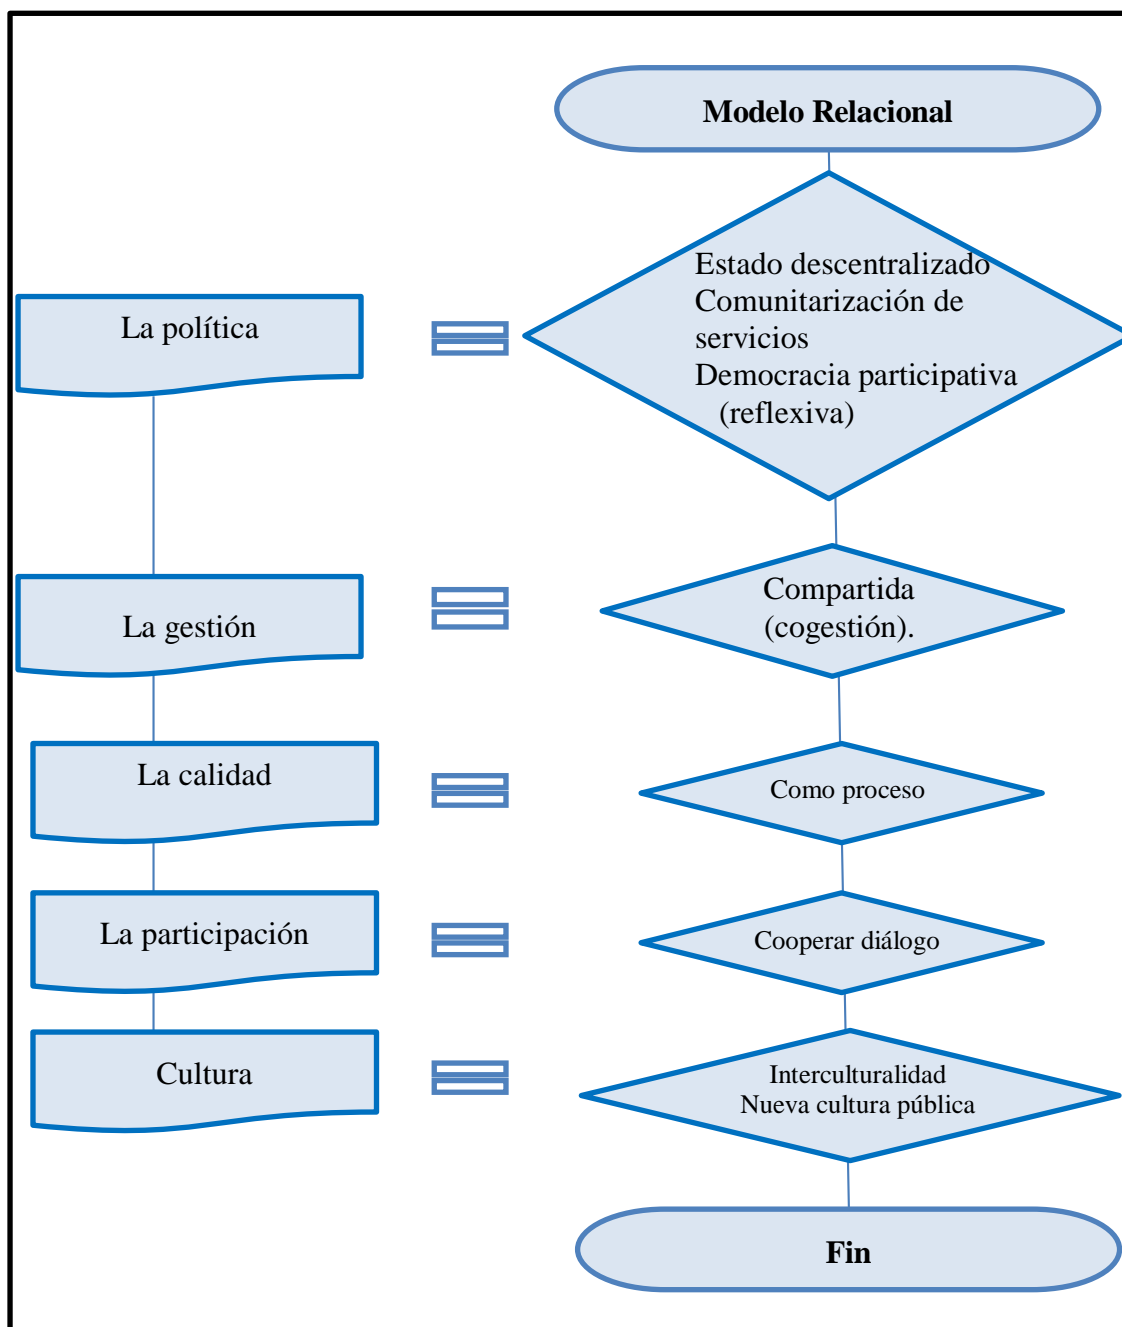 Modelo Relacional
La política
Estado descentralizado
Comunitarización de
servicios
Democracia participativa
(reflexiva)
La gestión
Compartida
(cogestión).
La calidad
Como proceso
La participación
Cooperar diálogo
Cultura
Interculturalidad
Nueva cultura pública
Fin